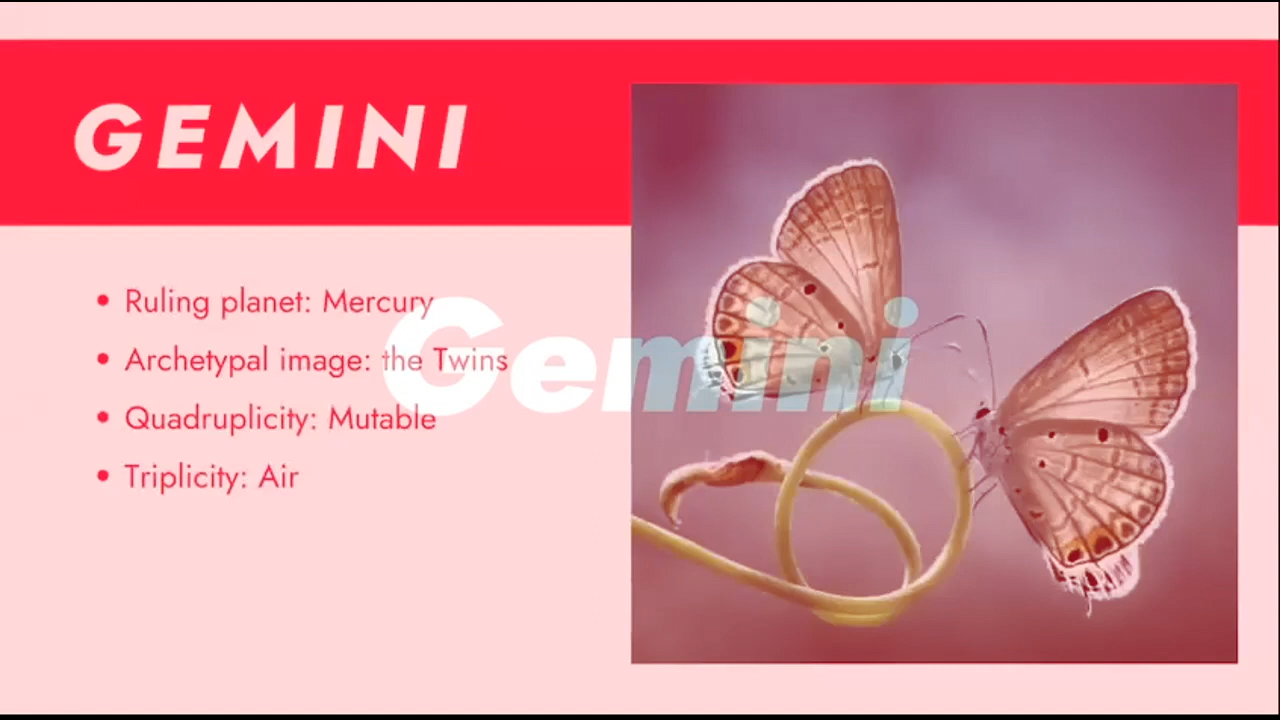 GEMINI
• Ruling planet: Mercury
• Archetypal image: the Twins
• Quadruplicity: Mutable
• Triplicity: Air
Gemini